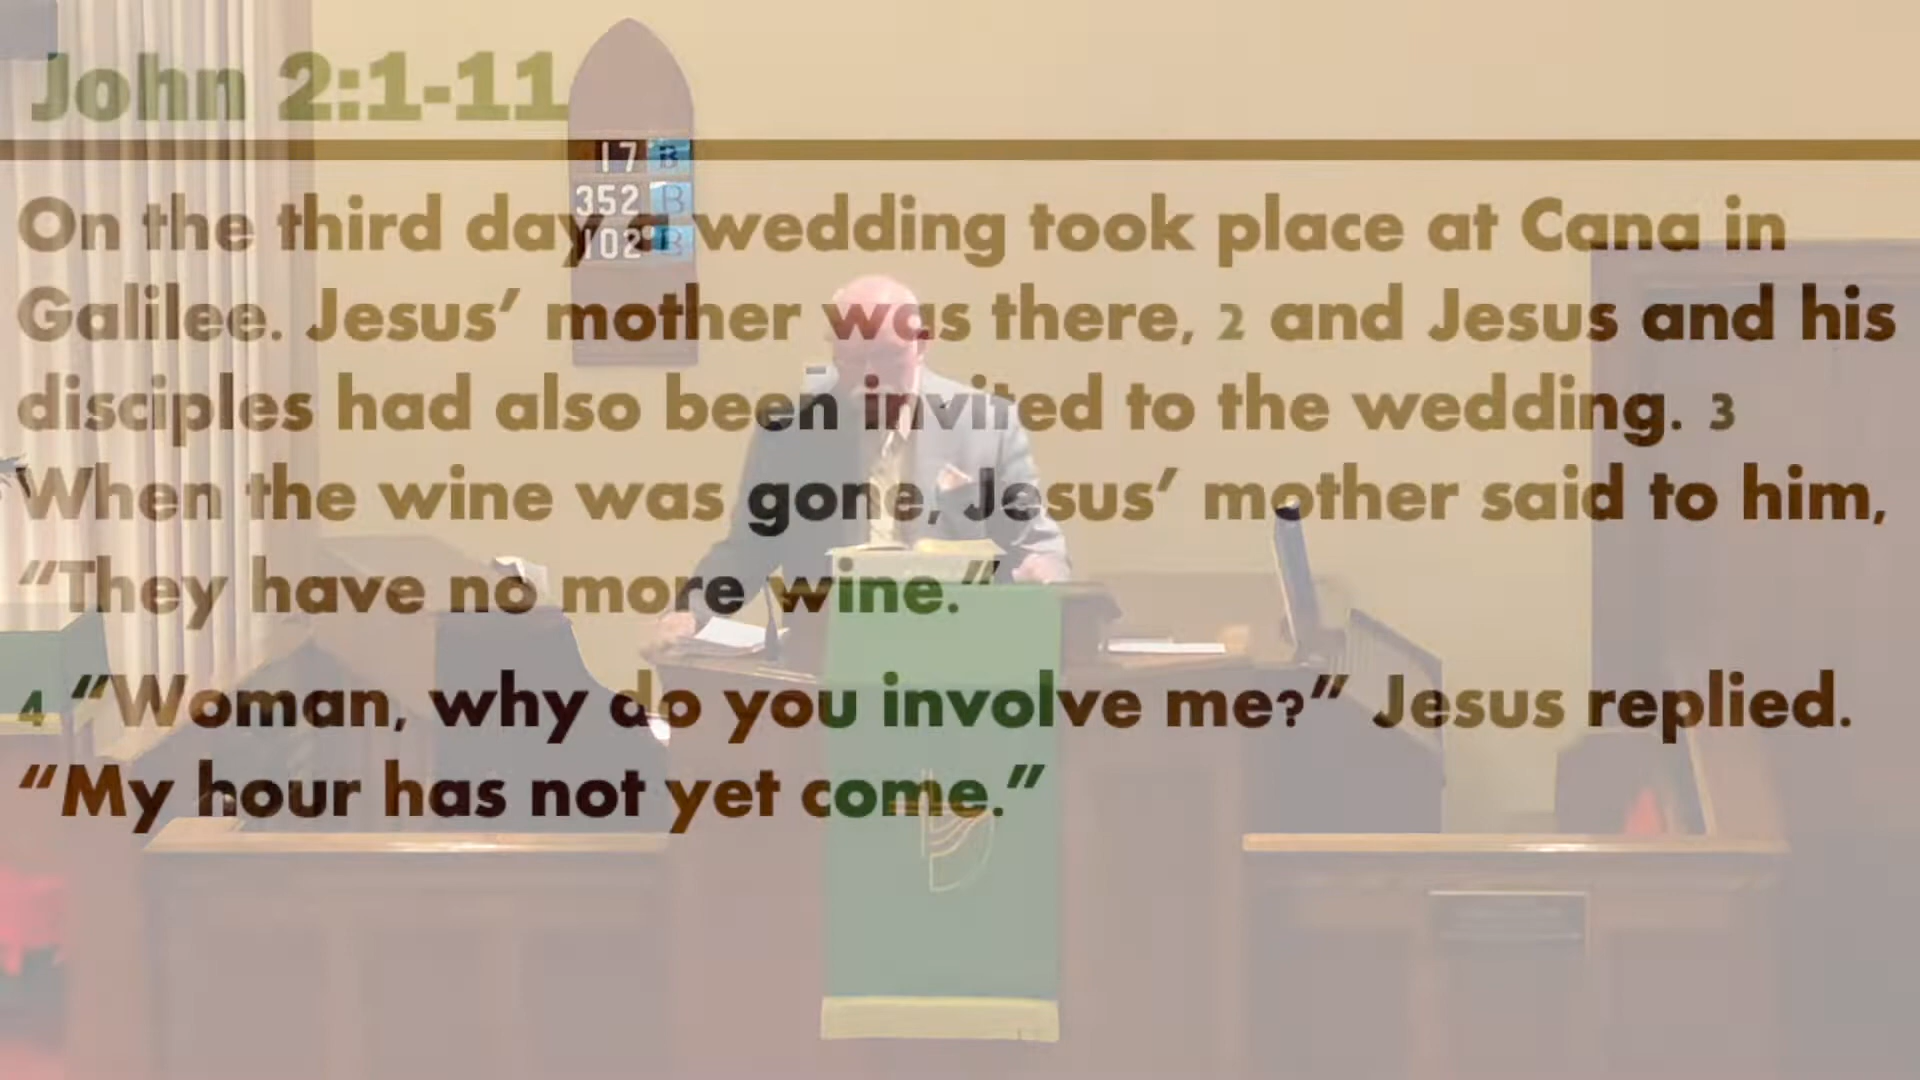 John 2:1-11
17 B
352 B
102 B
On the third day a wedding took place at Cana in
Galilee. Jesus’ mother was there, 2 and Jesus and his
disciples had also been invited to the wedding. 3
When the wine was gone, Jesus’ mother said to him,
“They have no more wine.”
4 “Woman, why do you involve me?” Jesus replied.
“My hour has not yet come.”